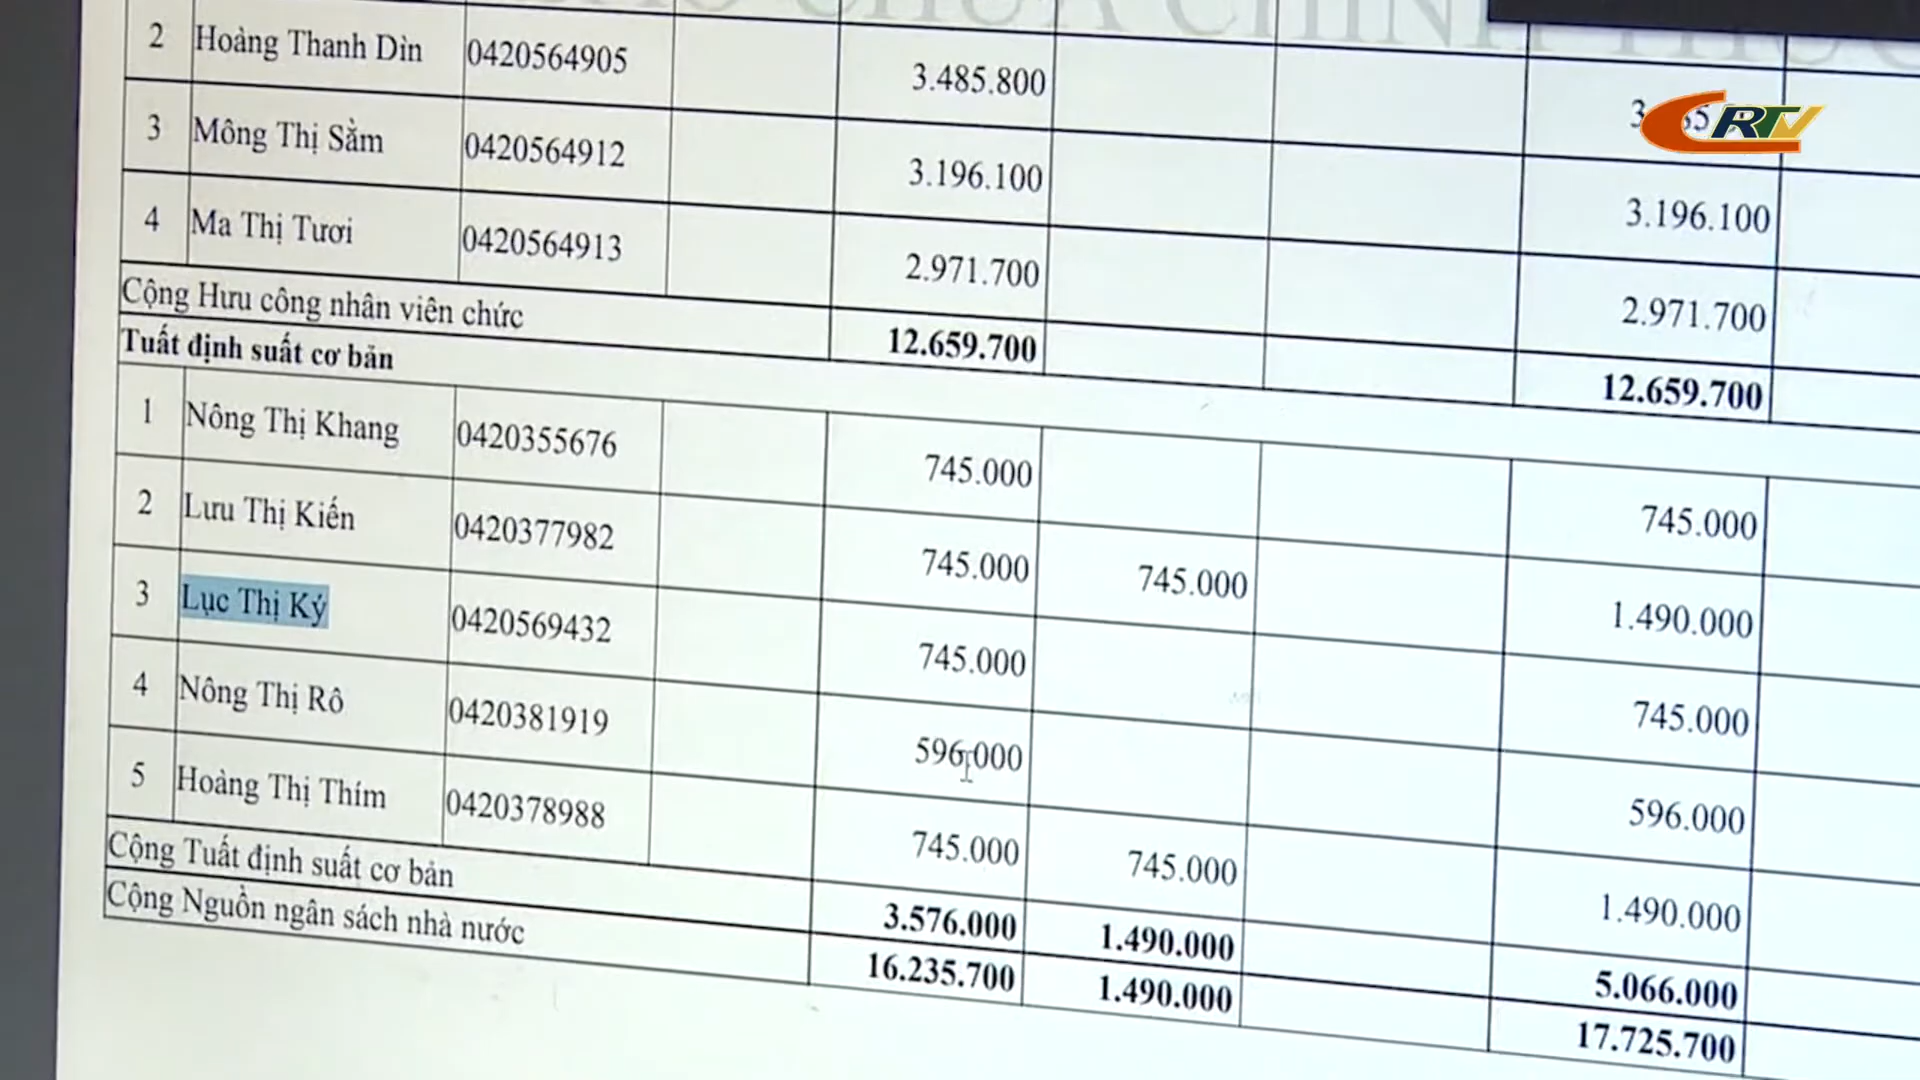 2 Hoàng Thanh Dìn 0420564905 3.485.800
CRTV
3 Mông Thị Sằm 0420564912 3.196.100 3.196.100
4 Ma Thị Tươi 0420564913 2.971.700 2.971.700
Cộng Hưu công nhân viên chức 12.659.700 12.659.700
Tuất định suất cơ bản
1 Nông Thị Khang 0420355676 745.000 745.000
2 Lưu Thị Kiến 0420377982 745.000 745.000 1.490.000
3 Lục Thị Ký 0420569432 745.000 745.000
4 Nông Thị Rô 0420381919 596.000 596.000
5 Hoàng Thị Thím 0420378988 745.000 745.000 1.490.000
Cộng Tuất định suất cơ bản 3.576.000 1.490.000 5.066.000
Cộng Nguồn ngân sách nhà nước 16.235.700 1.490.000 17.725.700